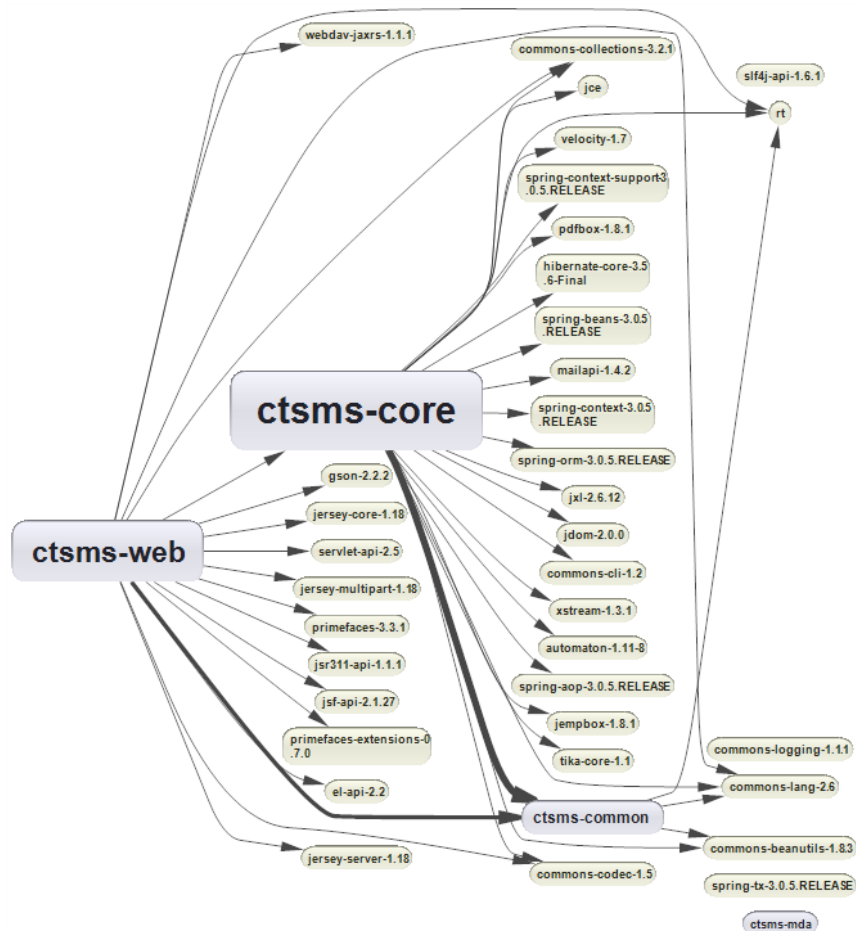 webdav-jaxrs-1.1.1
commons-collections-3.2.1
slf4j-api-1.6.1
jce
rt
velocity-1.7
spring-context-support-3
.0.5.RELEASE
pdfbox-1.8.1
hibernate-core-3.5
.6-Final
spring-beans-3.0.5
.RELEASE
mailapi-1.4.2
ctsms-core
spring-context-3.0.5
.RELEASE
spring-orm-3.0.5.RELEASE
gson-2.2.2
jxl-2.6.12
jersey-core-1.18
jdom-2.0.0
ctsms-web
servlet-api-2.5
commons-cli-1.2
jersey-multipart-1.18
xstream-1.3.1
primefaces-3.3.1
automaton-1.11-8
jsr311-api-1.1.1
spring-aop-3.0.5.RELEASE
jsf-api-2.1.27
jempbox-1.8.1
primefaces-extensions-0
.7.0
commons-logging-1.1.1
tika-core-1.1
el-api-2.2
commons-lang-2.6
ctsms-common
commons-beanutils-1.8.3
jersey-server-1.18
commons-codec-1.5
spring-tx-3.0.5.RELEASE
ctsms-mda